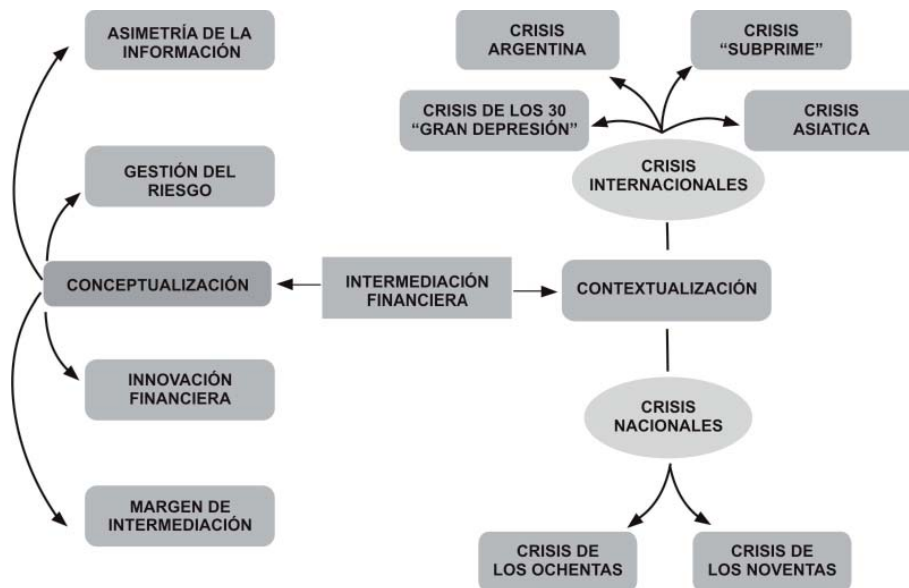 ASIMETRÍA DE LA
INFORMACIÓN
CRISIS
ARGENTINA
CRISIS
“SUBPRIME”
CRISIS DE LOS 30
“GRAN DEPRESIÓN”
CRISIS
ASIATICA
GESTIÓN DEL
RIESGO
CRISIS
INTERNACIONALES
CONCEPTUALIZACIÓN
INTERMEDIACIÓN
FINANCIERA
CONTEXTUALIZACIÓN
INNOVACIÓN
FINANCIERA
CRISIS
NACIONALES
MARGEN DE
INTERMEDIACIÓN
CRISIS DE
LOS OCHENTAS
CRISIS DE
LOS NOVENTAS